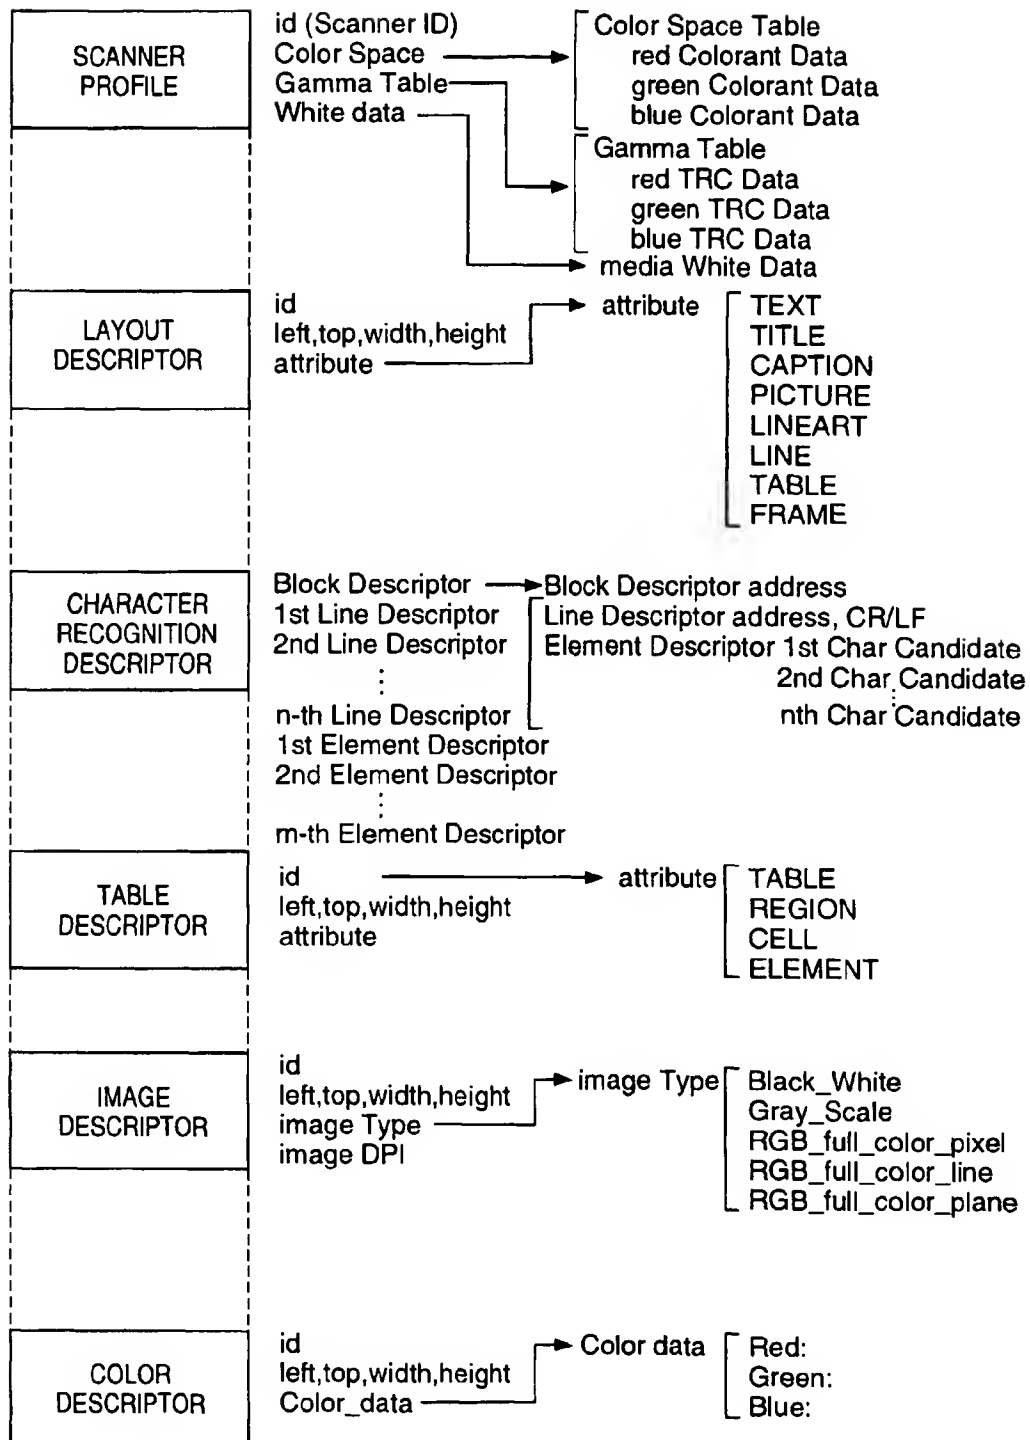 SCANNER
PROFILE
id (Scanner ID)
Color Space
Gamma Table
White data
Color Space Table
red Colorant Data
green Colorant Data
blue Colorant Data
Gamma Table
red TRC Data
green TRC Data
blue TRC Data
media White Data
LAYOUT
DESCRIPTOR
id
left,top,width,height
attribute
attribute
TEXT
TITLE
CAPTION
PICTURE
LINEART
LINE
TABLE
FRAME
CHARACTER
RECOGNITION
DESCRIPTOR
Block Descriptor
1st Line Descriptor
2nd Line Descriptor
n-th Line Descriptor
1st Element Descriptor
2nd Element Descriptor
m-th Element Descriptor
Block Descriptor address
Line Descriptor address, CR/LF
Element Descriptor 1st Char Candidate
2nd Char Candidate
nth Char Candidate
TABLE
DESCRIPTOR
id
left,top,width,height
attribute
attribute
TABLE
REGION
CELL
ELEMENT
IMAGE
DESCRIPTOR
id
left,top,width,height
image Type
image DPI
image Type
Black_White
Gray_Scale
RGB_full_color_pixel
RGB_full_color_line
RGB_full_color_plane
COLOR
DESCRIPTOR
id
left,top,width,height
Color_data
Color data
Red:
Green:
Blue: